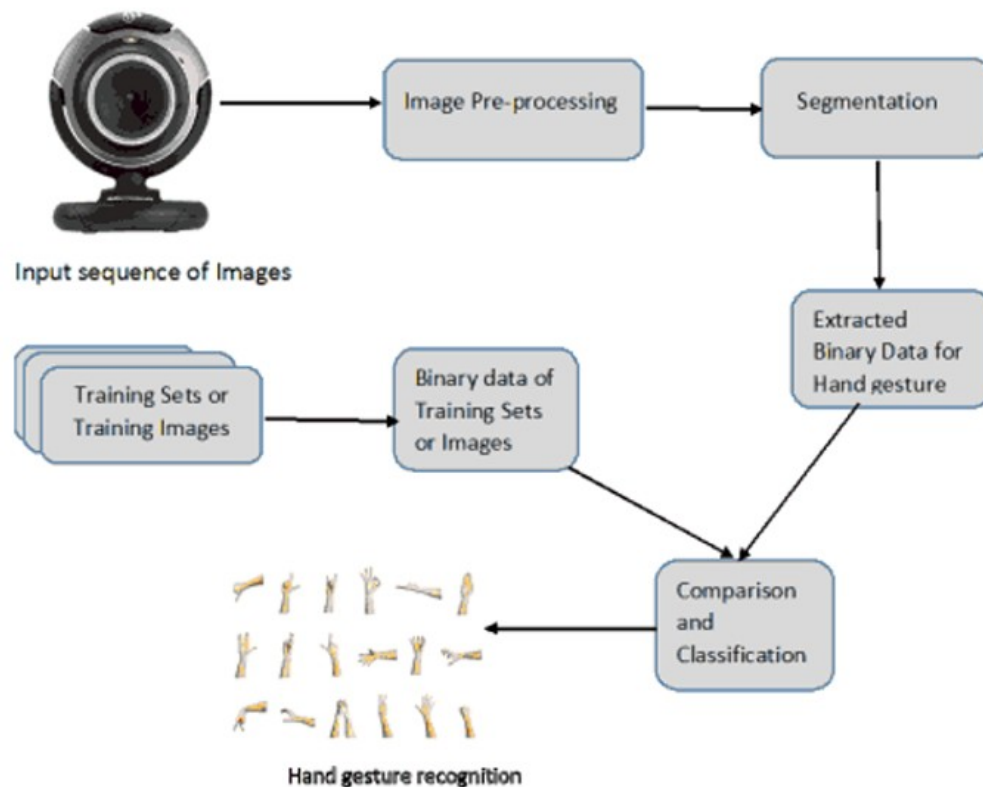 Image Pre-processing
Segmentation
Input sequence of Images
Extracted
Binary Data for
Hand gesture
Training Sets or
Training Images
Binary data of
Training Sets
or Images
Comparison
and
Classification
Hand gesture recognition